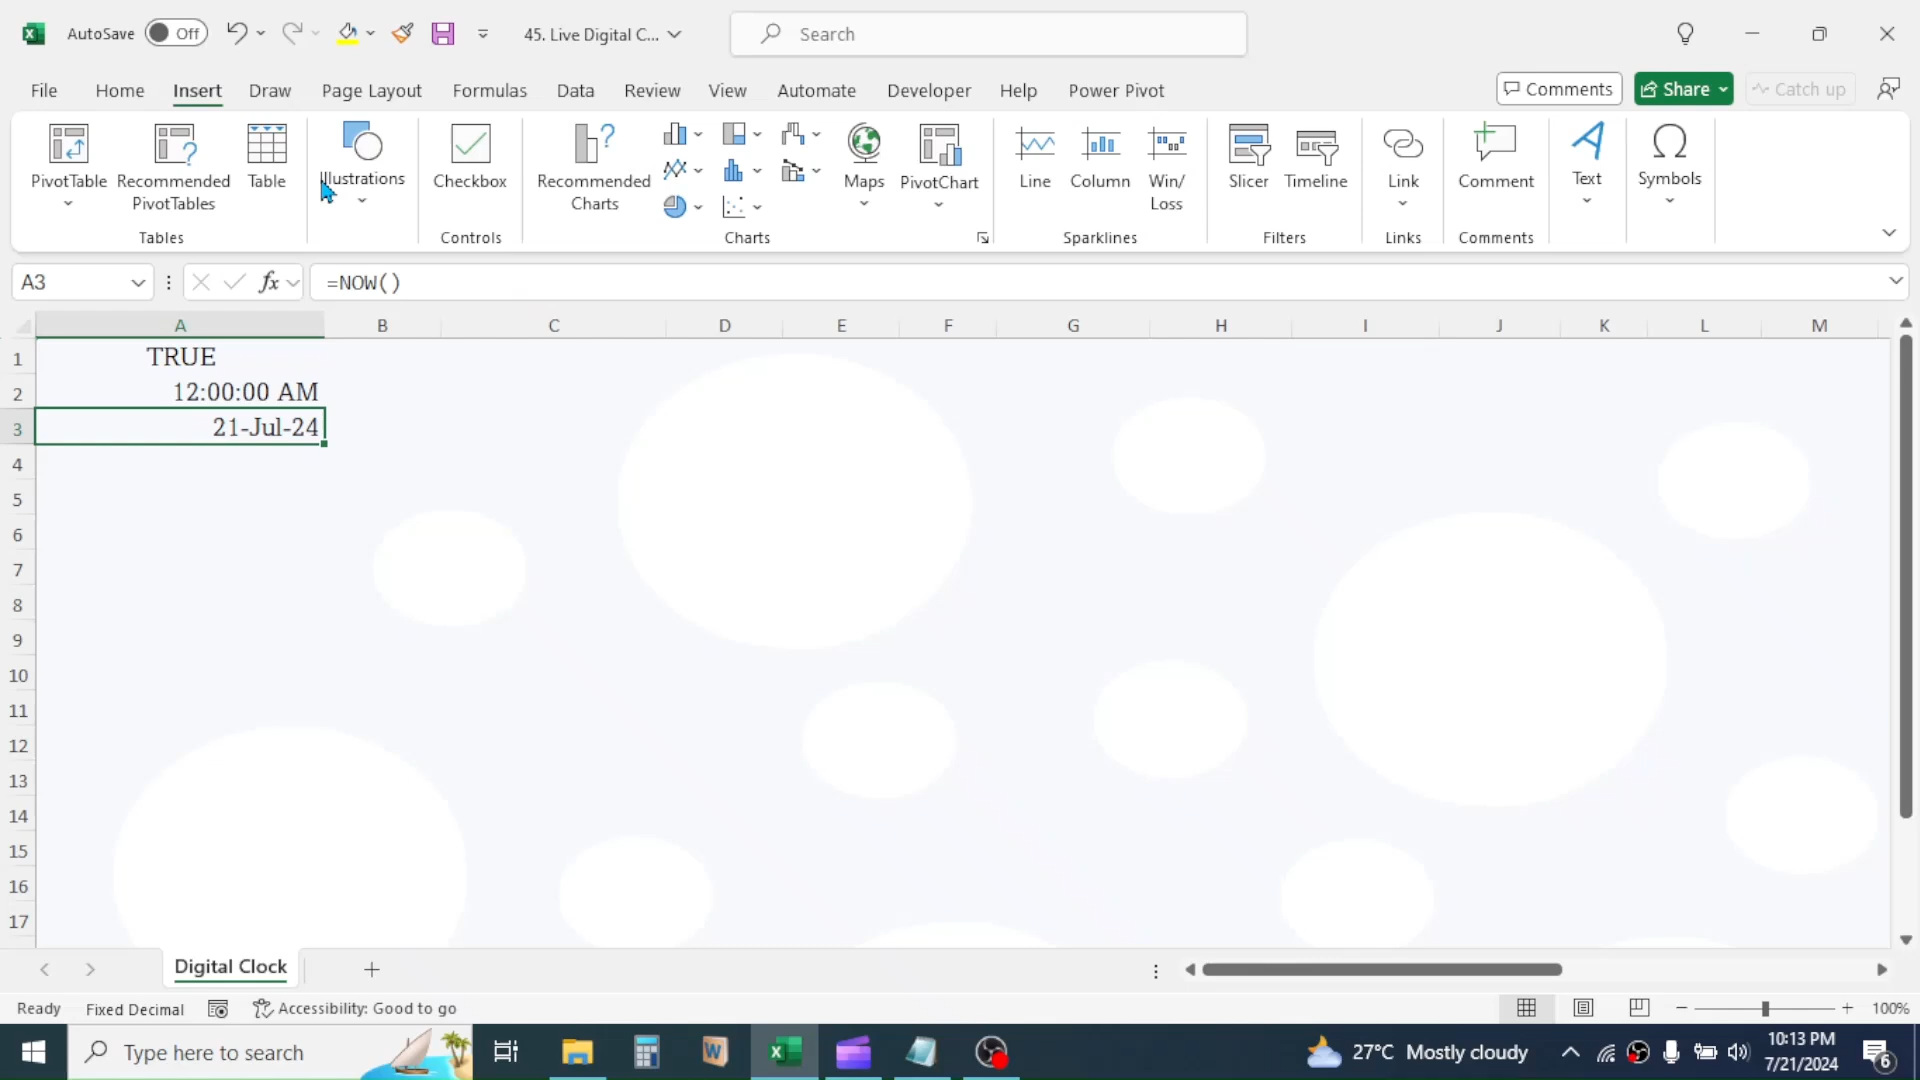 AutoSave Off 45. Live Digital C... Search
File Home Insert Draw Page Layout Formulas Data Review View Automate Developer Help Power Pivot Comments Share Catch up
PivotTable Recommended PivotTables Table Illustrations Checkbox Recommended Charts Maps PivotChart Line Column Win/ Loss Slicer Timeline Link Comment Text Symbols
Tables Controls Charts Sparklines Filters Links Comments
A3 fx =NOW()
A B C D E F G H I J K L M
1 TRUE
2 12:00:00 AM
3 21-Jul-24
4
5
6
7
8
9
10
11
12
13
14
15
16
17
Digital Clock
Ready Fixed Decimal Accessibility: Good to go 100%
Type here to search 27°C Mostly cloudy 10:13 PM
7/21/2024 6